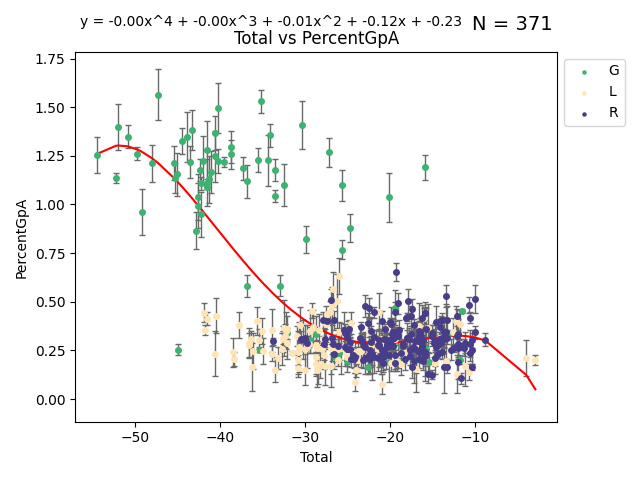 y = -0.00x^4 + -0.00x^3 + -0.01x^2 + -0.12x + -0.23 N = 371
Total vs PercentGpA
1.75
1.50
1.25
1.00
0.75
0.50
0.25
0.00
PercentGpA
−50 −40 −30 −20 −10
Total
G
L
R